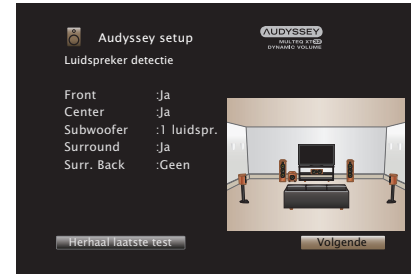 Audyssey setup
AUDYSSEY
MULTEQ XT32
DYNAMIC VOLUME
Luidspreker detectie
Front :Ja
Center :Ja
Subwoofer :1 luidspr.
Surround :Ja
Surr. Back :Geen
Herhaal laatste test
Volgende